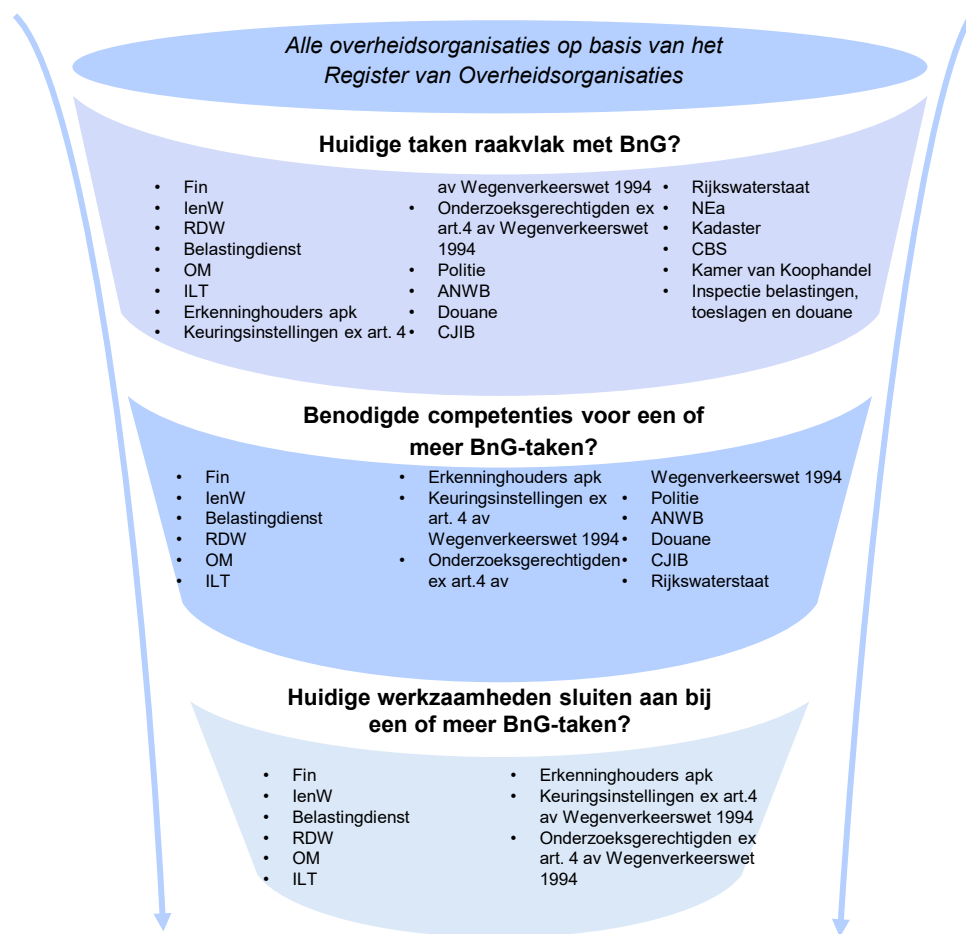 Alle overheidsorganisaties op basis van het
Register van Overheidsorganisaties
Huidige taken raakvlak met BnG?
• Fin
• IenW
• RDW
• Belastingdienst
• OM
• ILT
• Erkenninghouders apk
• Keuringsinstellingen ex art. 4
av Wegenverkeerswet 1994
• Onderzoeksgerechtigden ex
art.4 av Wegenverkeerswet
1994
• Politie
• ANWB
• Douane
• CJIB
• Rijkswaterstaat
• NEa
• Kadaster
• CBS
• Kamer van Koophandel
• Inspectie belastingen,
toeslagen en douane
Benodigde competenties voor een of
meer BnG-taken?
• Fin
• IenW
• Belastingdienst
• RDW
• OM
• ILT
• Erkenninghouders apk
• Keuringsinstellingen ex
art. 4 av
Wegenverkeerswet 1994
• Onderzoeksgerechtigden
ex art.4 av
Wegenverkeerswet 1994
• Politie
• ANWB
• Douane
• CJIB
• Rijkswaterstaat
Huidige werkzaamheden sluiten aan bij
een of meer BnG-taken?
• Fin
• IenW
• Belastingdienst
• RDW
• OM
• ILT
• Erkenninghouders apk
• Keuringsinstellingen ex art.4
av Wegenverkeerswet 1994
• Onderzoeksgerechtigden ex
art. 4 av Wegenverkeerswet
1994